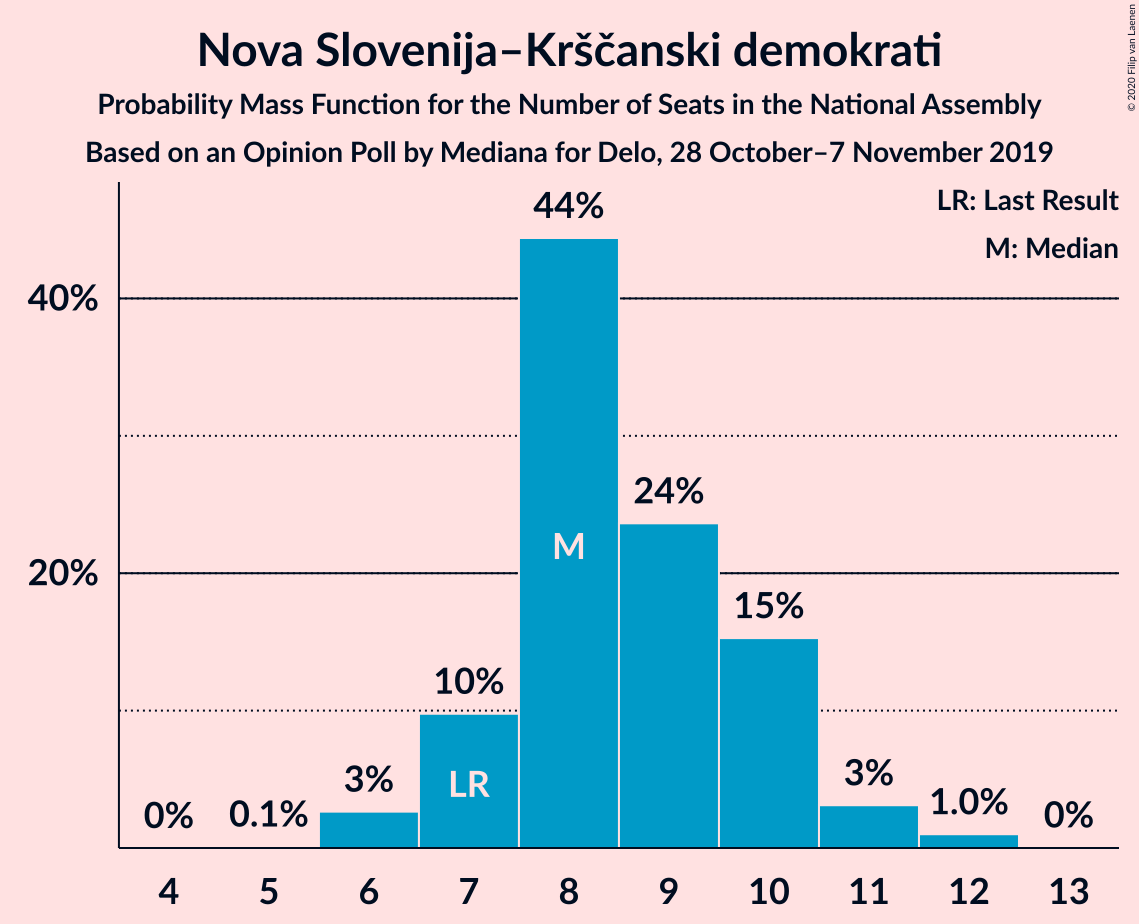 Nova Slovenija–Krščanski demokrati
Probability Mass Function for the Number of Seats in the National Assembly
Based on an Opinion Poll by Mediana for Delo, 28 October–7 November 2019
© 2020 Filip van Laenen
LR: Last Result
M: Median
44%
40%
24%
M
20%
15%
10%
LR
3%
3%
1.0%
0%
0.1%
0%
4 5 6 7 8 9 10 11 12 13